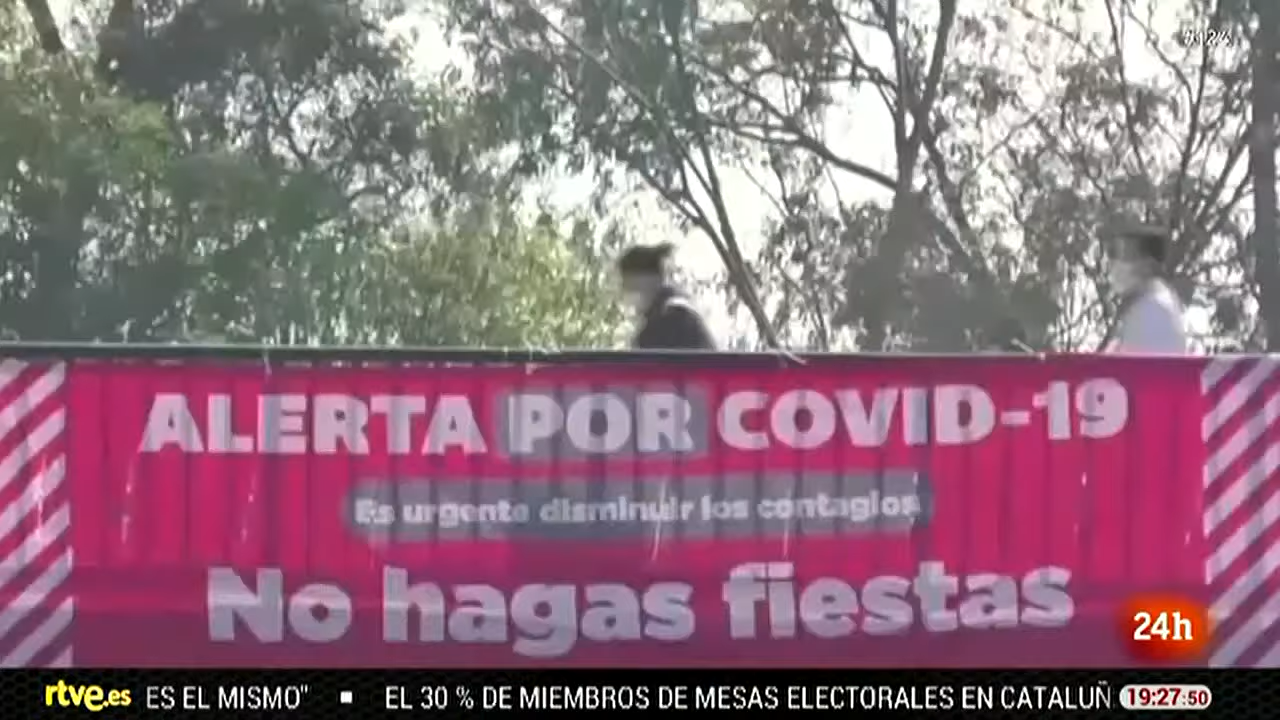 ALERTA POR COVID-19
Es urgente disminuir los contagios
No hagas fiestas
24h
rtve.es ES EL MISMO" ▪ EL 30 % DE MIEMBROS DE MESAS ELECTORALES EN CATALUÑ 19:27:50